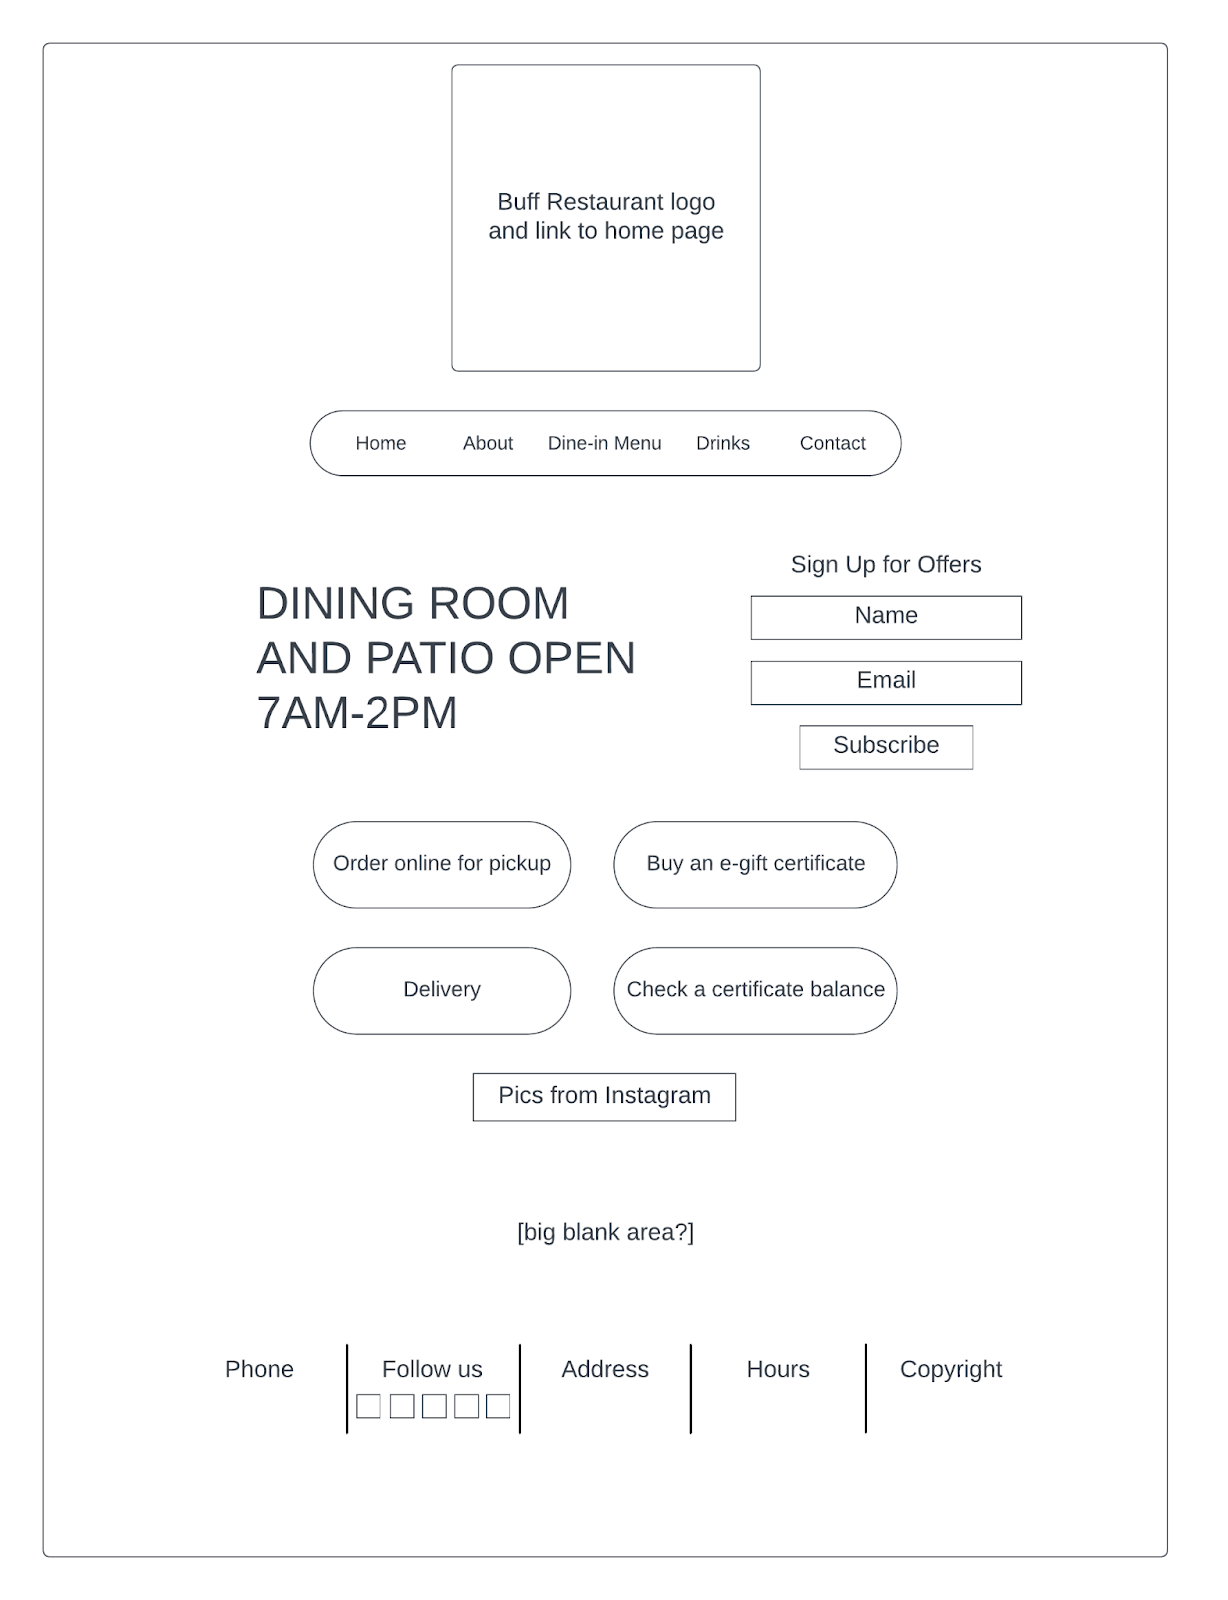 Buff Restaurant logo
and link to home page
Home About Dine-in Menu Drinks Contact
DINING ROOM
AND PATIO OPEN
7AM-2PM
Sign Up for Offers
Name
Email
Subscribe
Order online for pickup
Buy an e-gift certificate
Delivery
Check a certificate balance
Pics from Instagram
[big blank area?]
Phone
Follow us
Address
Hours
Copyright